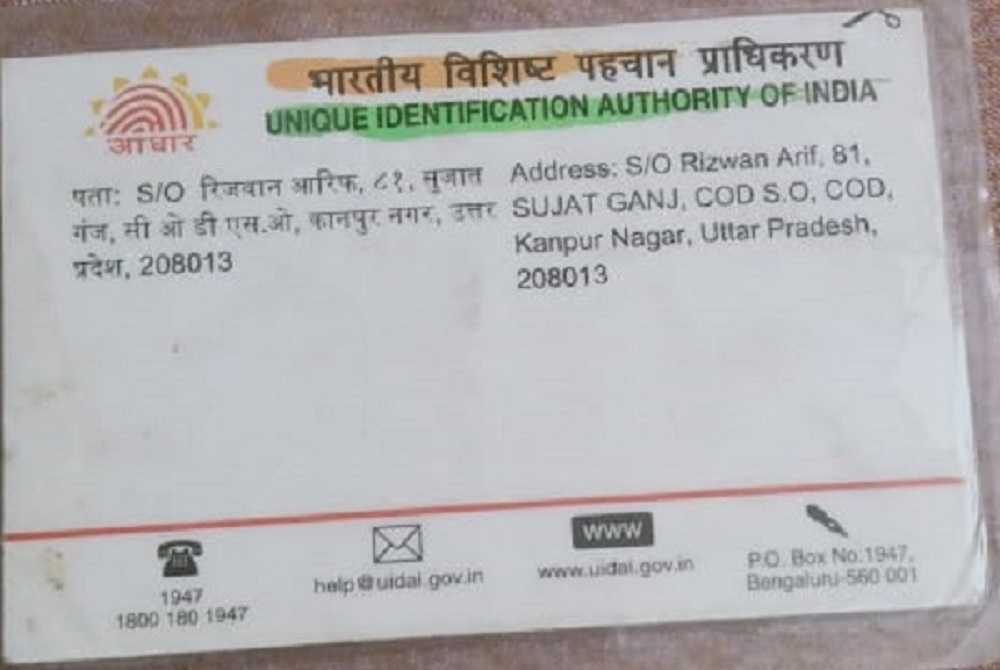 भारतीय विशिष्ट पहचान प्राधिकरण
UNIQUE IDENTIFICATION AUTHORITY OF INDIA
आधार
पता: S/O रिजवान आरिफ, ८१, सुजात
गंज, सी ओ डी एस.ओ, कानपुर नगर, उत्तर
प्रदेश, 208013
Address: S/O Rizwan Arif, 81,
SUJAT GANJ, COD S.O, COD,
Kanpur Nagar, Uttar Pradesh,
208013
1947
1800 180 1947
help@uidai.gov.in
www
www.uidai.gov.in
P.O. Box No.1947,
Bengaluru-560 001